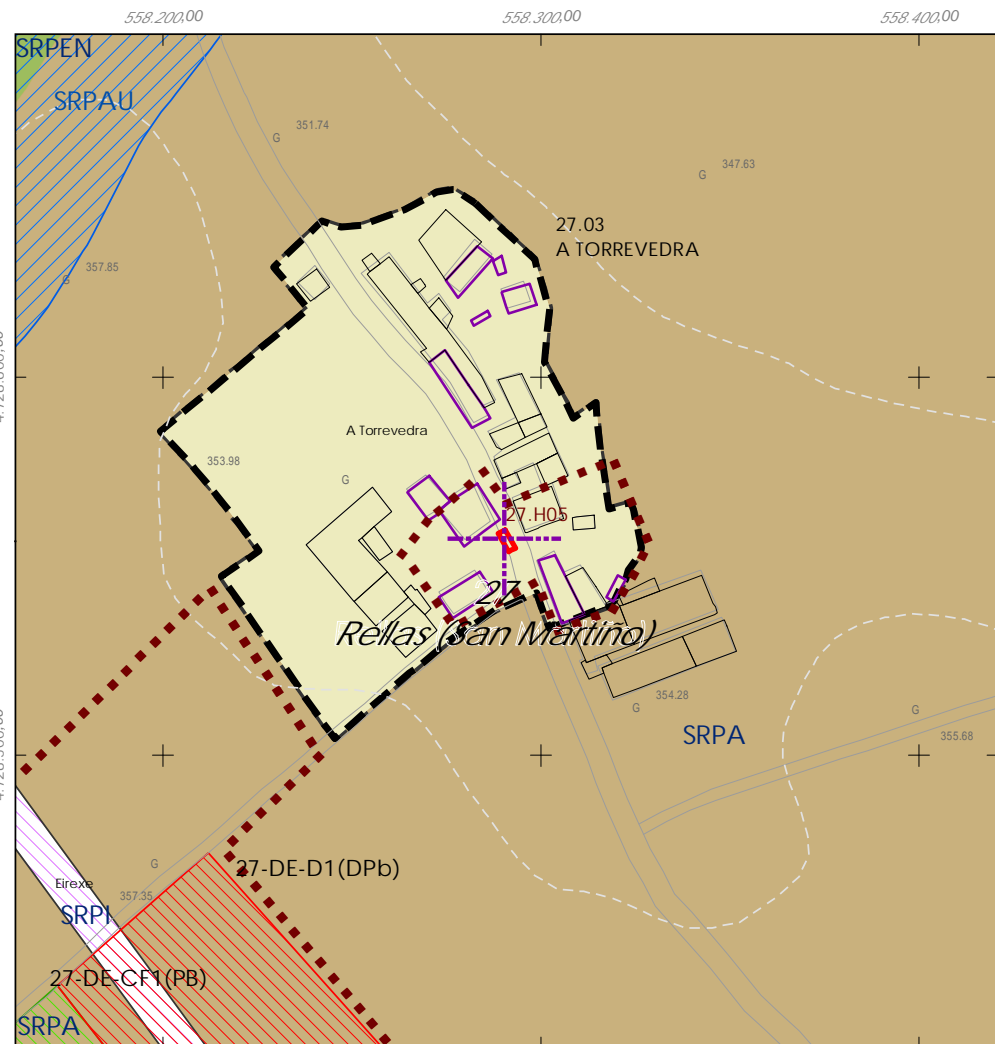 558.200,00
558.300,00
558.400,00
SRPEN
SRPAU
G 351.74
G 347.63
27.03
A TORREVEDRA
G 357.85
A Torrevedra
353.98
G
27.H05
27
Rellas (San Martiño)
G 354.28
SRPA
G
355.68
27-DE-D1(DPb)
G
Eirexe
357.35
SRPI
27-DE-CF1(PB)
SRPA